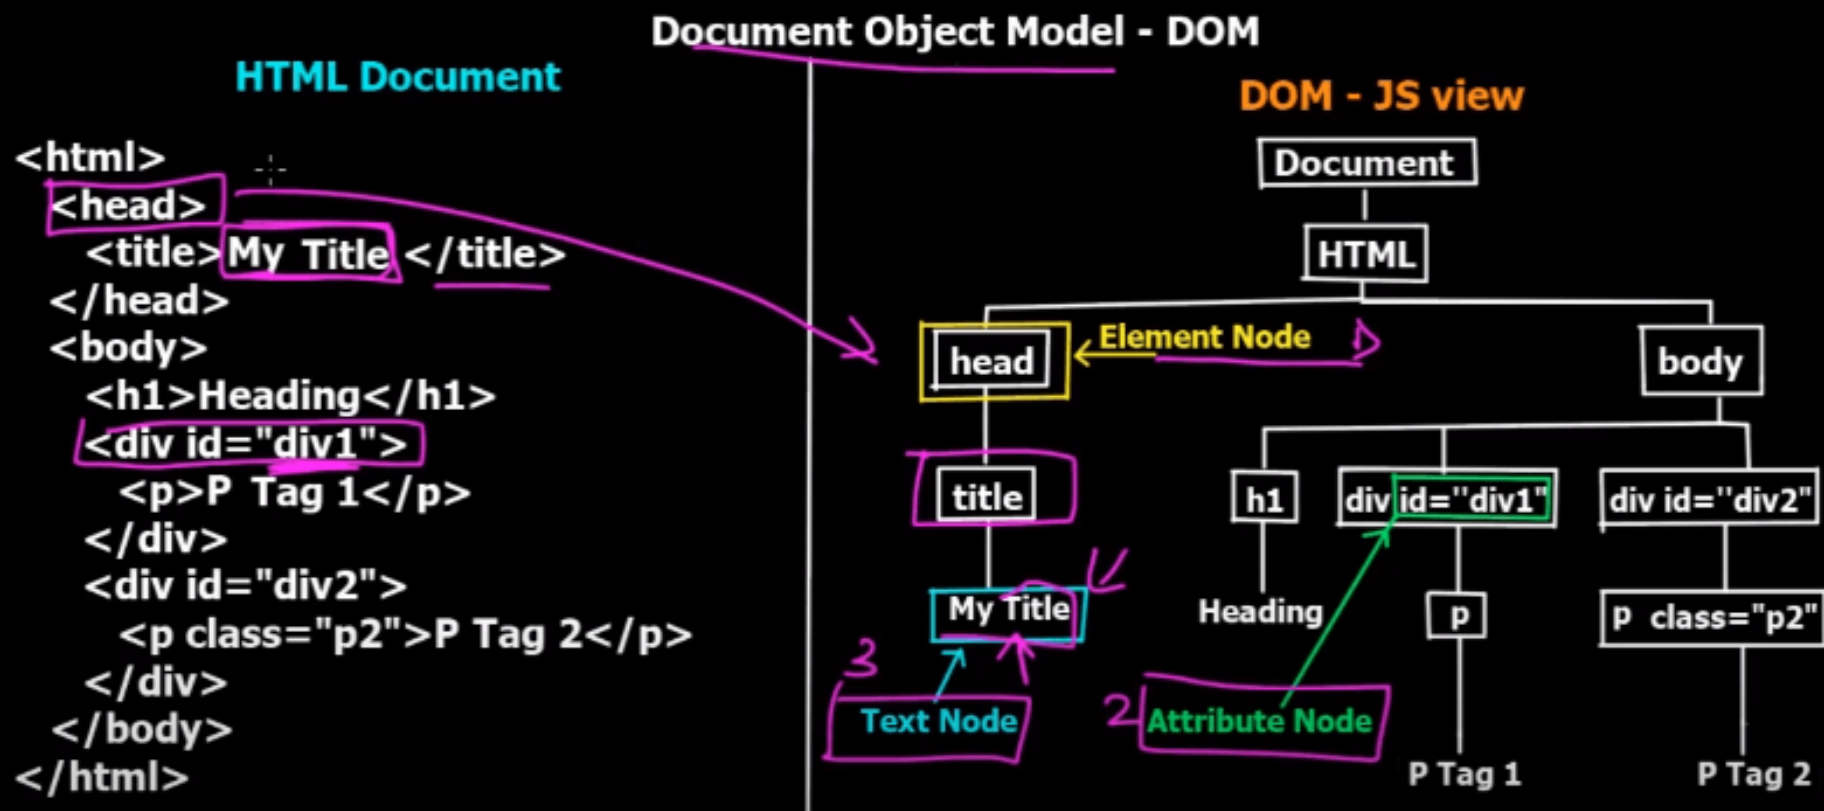 Document Object Model - DOM
HTML Document
<html>
<head>
<title>My Title </title>
</head>
<body>
<h1>Heading</h1>
<div id="div1">
<p>P Tag 1</p>
</div>
<div id="div2">
<p class="p2">P Tag 2</p>
</div>
</body>
</html>
DOM - JS view
Document
HTML
head
Element Node
body
title
h1
div id="div1"
div id="div2"
My Title
Heading
p
p class="p2"
3
Text Node
2
Attribute Node
P Tag 1
P Tag 2